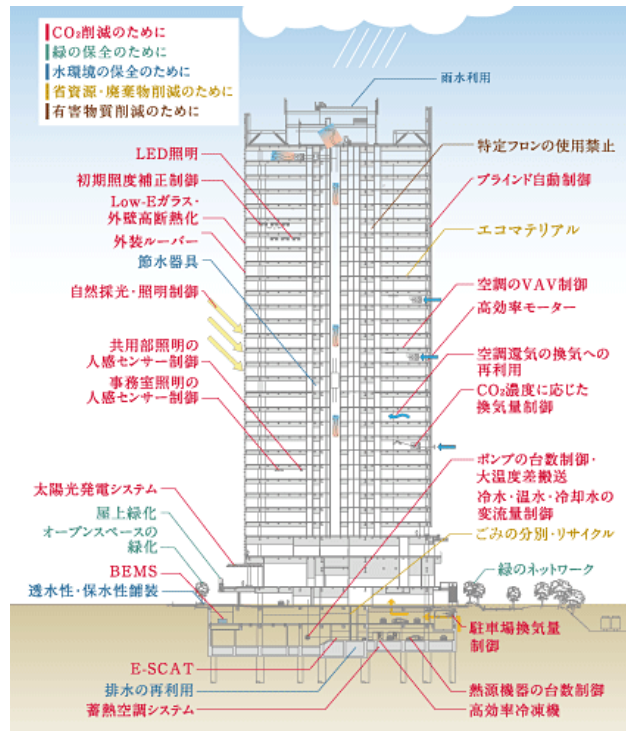 CO₂削減のために
緑の保全のために
水環境の保全のために
省資源・廃棄物削減のために
有害物質削減のために
雨水利用
LED照明
初期照度補正制御
Low-Eガラス・
外壁高断熱化
外装ルーバー
節水器具
自然採光・照明制御
共用部照明の
人感センサー制御
事務室照明の
人感センサー制御
太陽光発電システム
屋上緑化
オープンスペースの
緑化
BEMS
透水性・保水性舗装
E-SCAT
排水の再利用
蓄熱空調システム
特定フロンの使用禁止
ブラインド自動制御
エコマテリアル
空調のVAV制御
高効率モーター
空調還気の換気への
再利用
CO₂濃度に応じた
換気量制御
ポンプの台数制御・
大温度差搬送
冷水・温水・冷却水の
変流量制御
ごみの分別・リサイクル
緑のネットワーク
駐車場換気量
制御
熱源機器の台数制御
高効率冷凍機